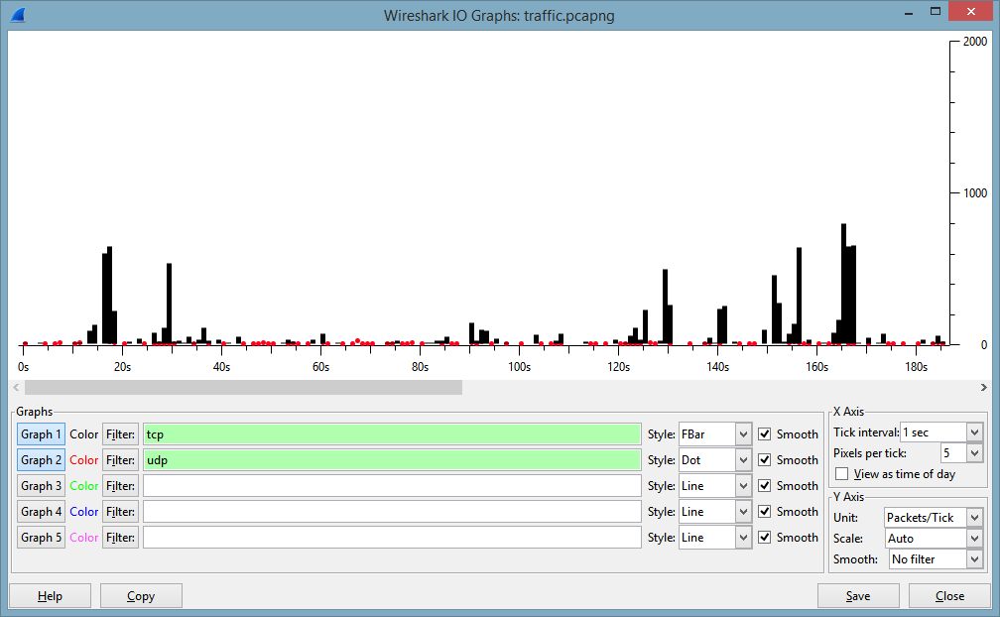 Wireshark IO Graphs: traffic.pcapng
2000
1000
0
0s 20s 40s 60s 80s 100s 120s 140s 160s 180s
Graphs
Graph 1 Color Filter: tcp Style: FBar Smooth
Graph 2 Color Filter: udp Style: Dot Smooth
Graph 3 Color Filter: Style: Line Smooth
Graph 4 Color Filter: Style: Line Smooth
Graph 5 Color Filter: Style: Line Smooth
X Axis
Tick interval: 1 sec
Pixels per tick: 5
View as time of day
Y Axis
Unit: Packets/Tick
Scale: Auto
Smooth: No filter
Help Copy Save Close